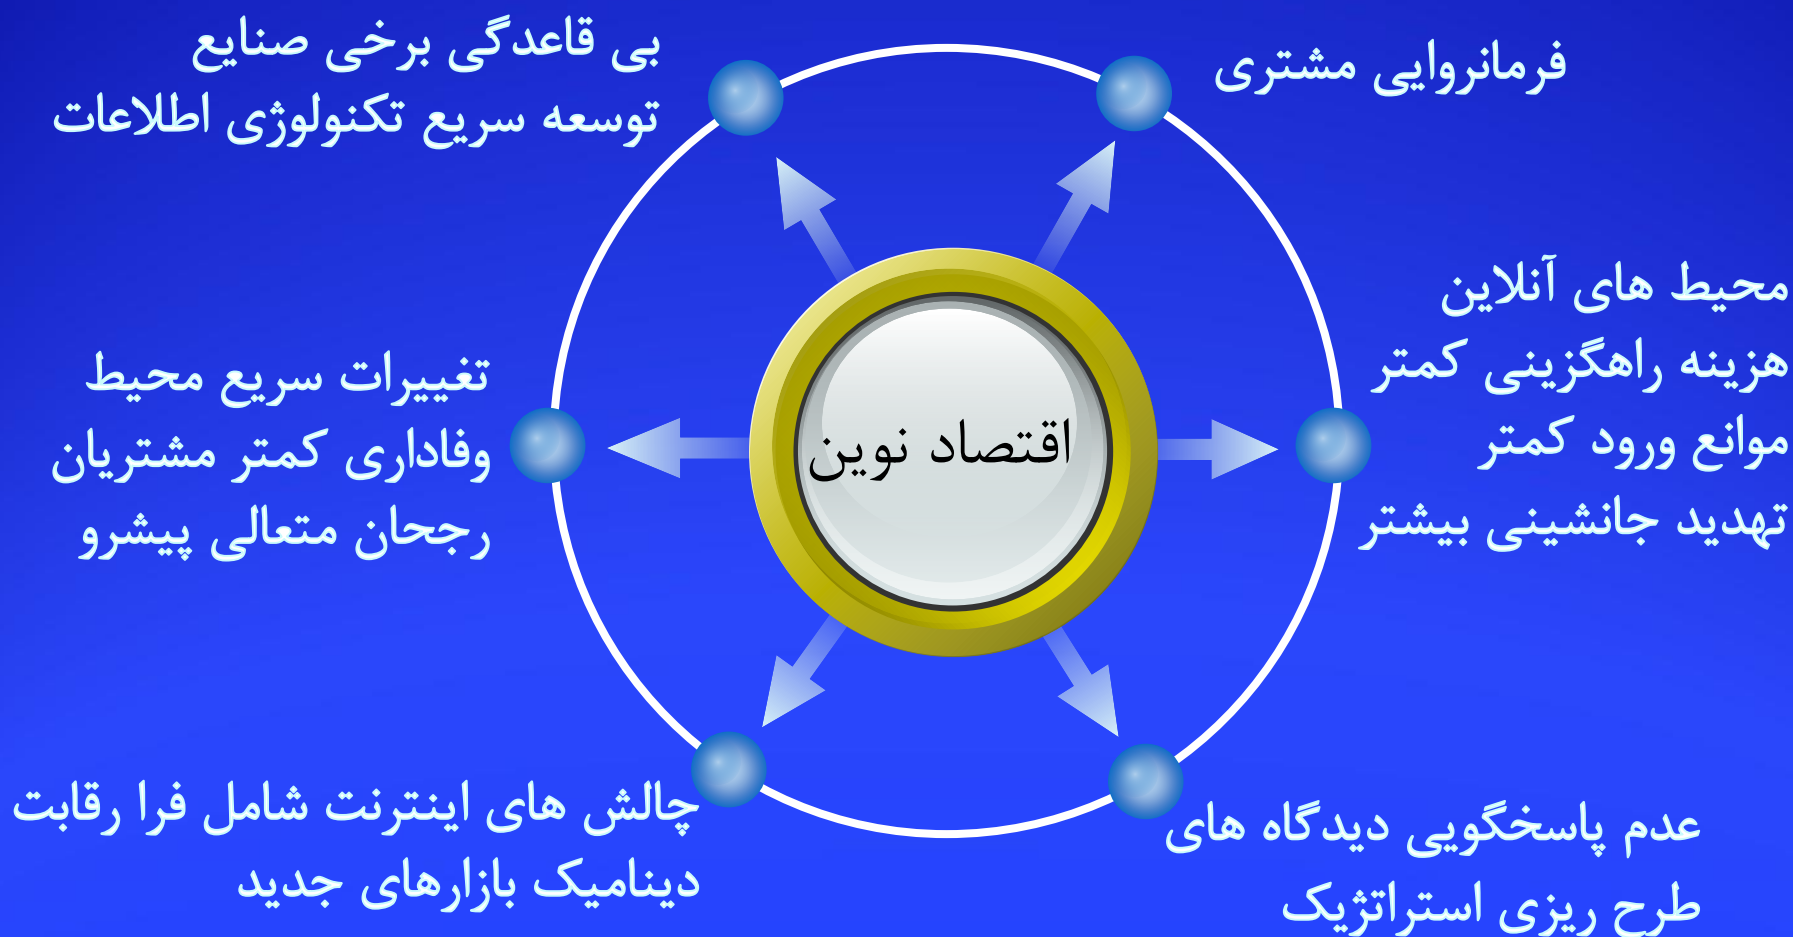 فرمانروایی مشتری
بی قاعدگی برخی صنایع
توسعه سریع تکنولوژی اطلاعات
محیط های آنلاین
هزینه راهگزینی کمتر
موانع ورود کمتر
تهدید جانشینی بیشتر
اقتصاد نوین
تغییرات سریع محیط
وفاداری کمتر مشتریان
رجحان متعالی پیشرو
عدم پاسخگویی دیدگاه های
طرح ریزی استراتژیک
چالش های اینترنت شامل فرا رقابت
دینامیک بازارهای جدید